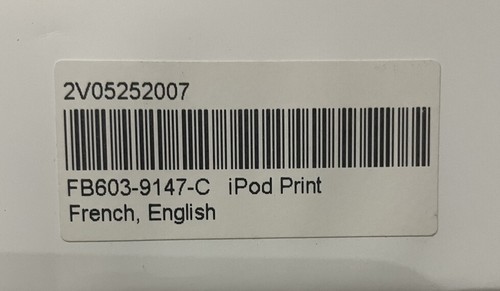 2V05252007
FB603-9147-C iPod Print
French, English